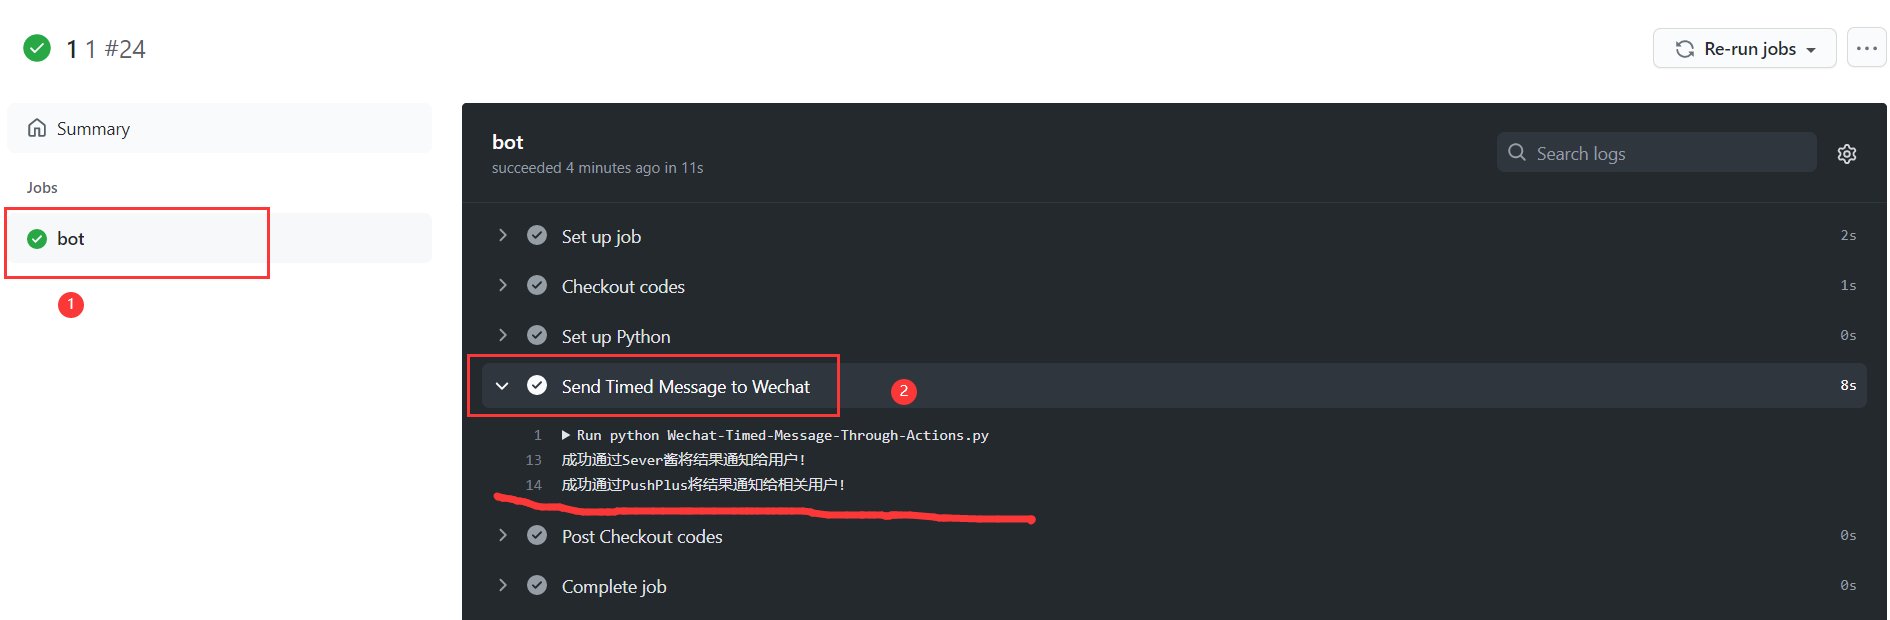 1 1 #24
Re-run jobs
Summary
Jobs
bot
1
bot
succeeded 4 minutes ago in 11s
Search logs
Set up job 2s
Checkout codes 1s
Set up Python 0s
Send Timed Message to Wechat 2 8s
1 Run python Wechat-Timed-Message-Through-Actions.py
13 成功通过Sever酱将结果通知给用户!
14 成功通过PushPlus将结果通知给相关用户!
Post Checkout codes 0s
Complete job 0s